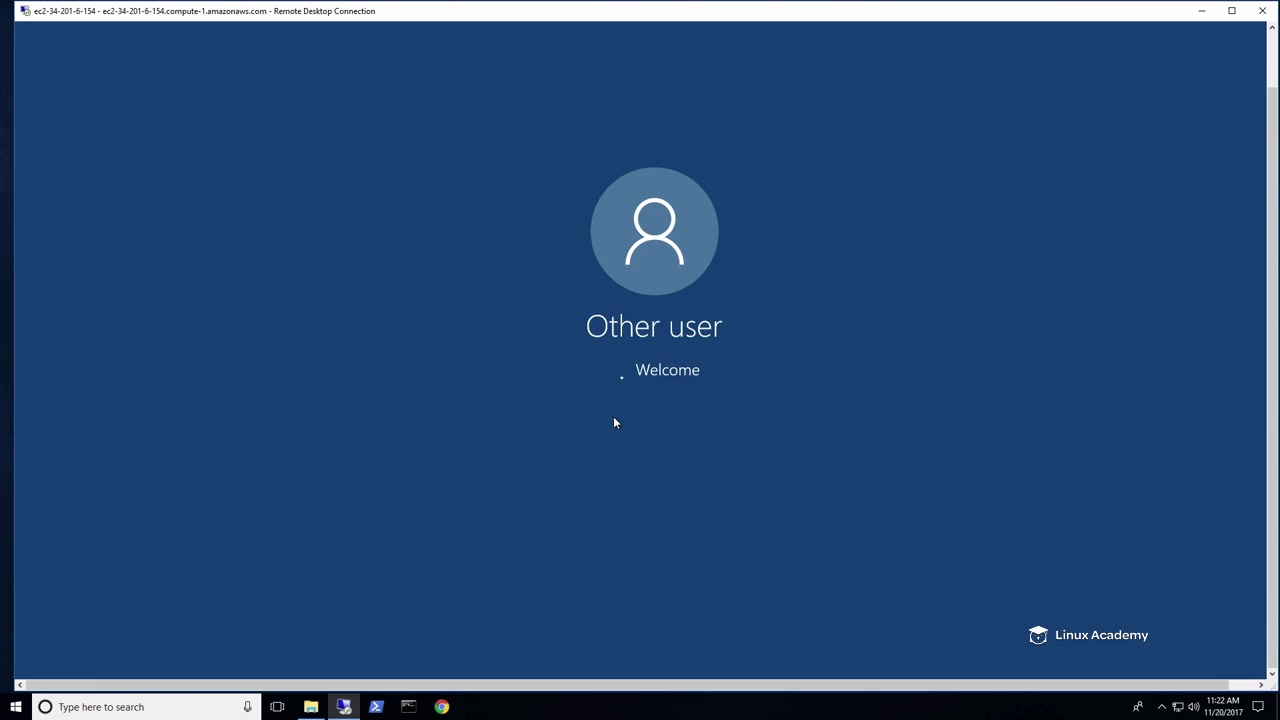 ec2-34-201-6-154 - ec2-34-201-6-154.compute-1.amazonaws.com - Remote Desktop Connection
Other user
Welcome
Linux Academy
Type here to search
11:22 AM
11/20/2017